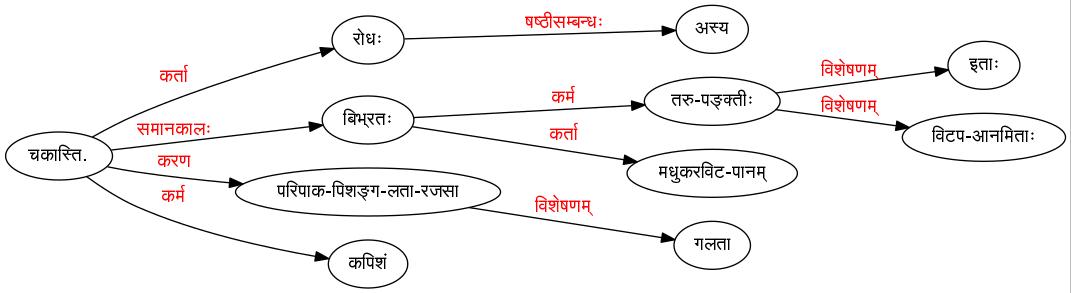 रोधः
षष्ठीसम्बन्धः
अस्य
कर्ता
इताः
विशेषणम्
तरु-पङ्क्तीः
कर्म
विशेषणम्
बिभ्रतः
समानकालः
कर्ता
विटप-आनमिताः
चकास्ति.
करण
मधुकरविट-पानम्
परिपाक-पिशङ्ग-लता-रजसा
कर्म
विशेषणम्
गलता
कपिशं